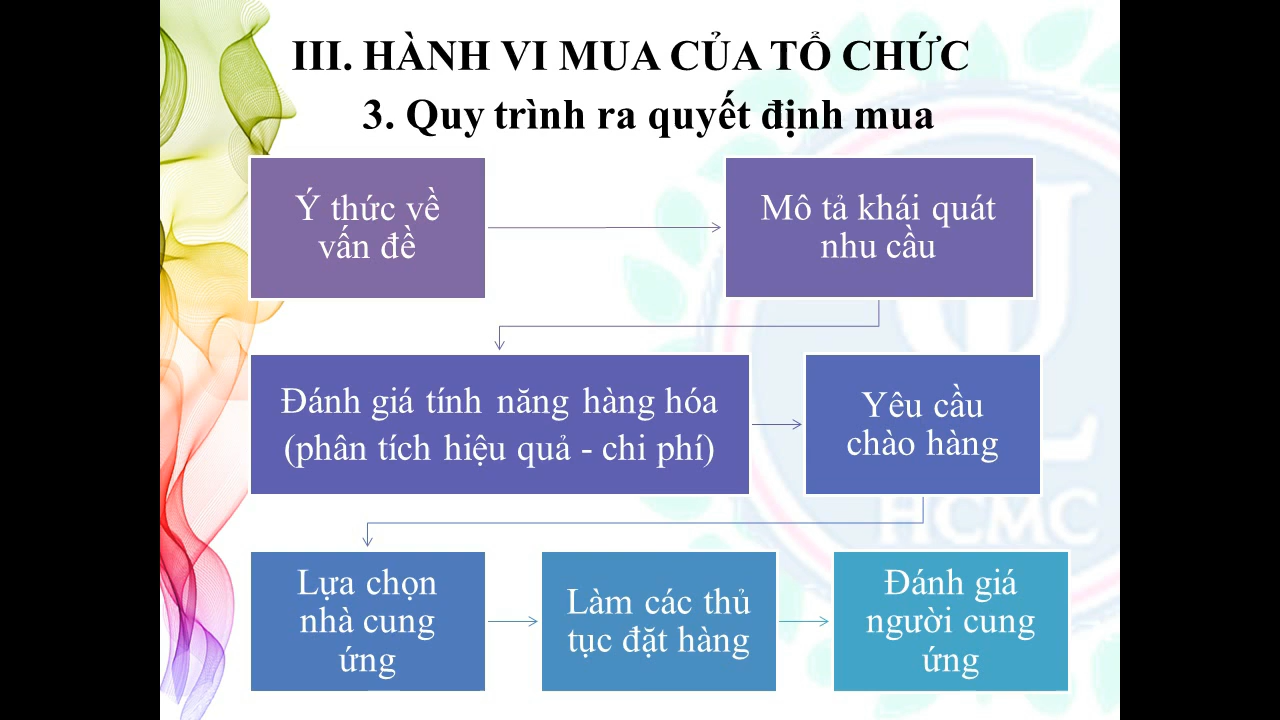 III. HÀNH VI MUA CỦA TỔ CHỨC
3. Quy trình ra quyết định mua
Ý thức về
vấn đề
Mô tả khái quát
nhu cầu
Đánh giá tính năng hàng hóa
(phân tích hiệu quả - chi phí)
Yêu cầu
chào hàng
Lựa chọn
nhà cung
ứng
Làm các thủ
tục đặt hàng
Đánh giá
người cung
ứng
HCMC